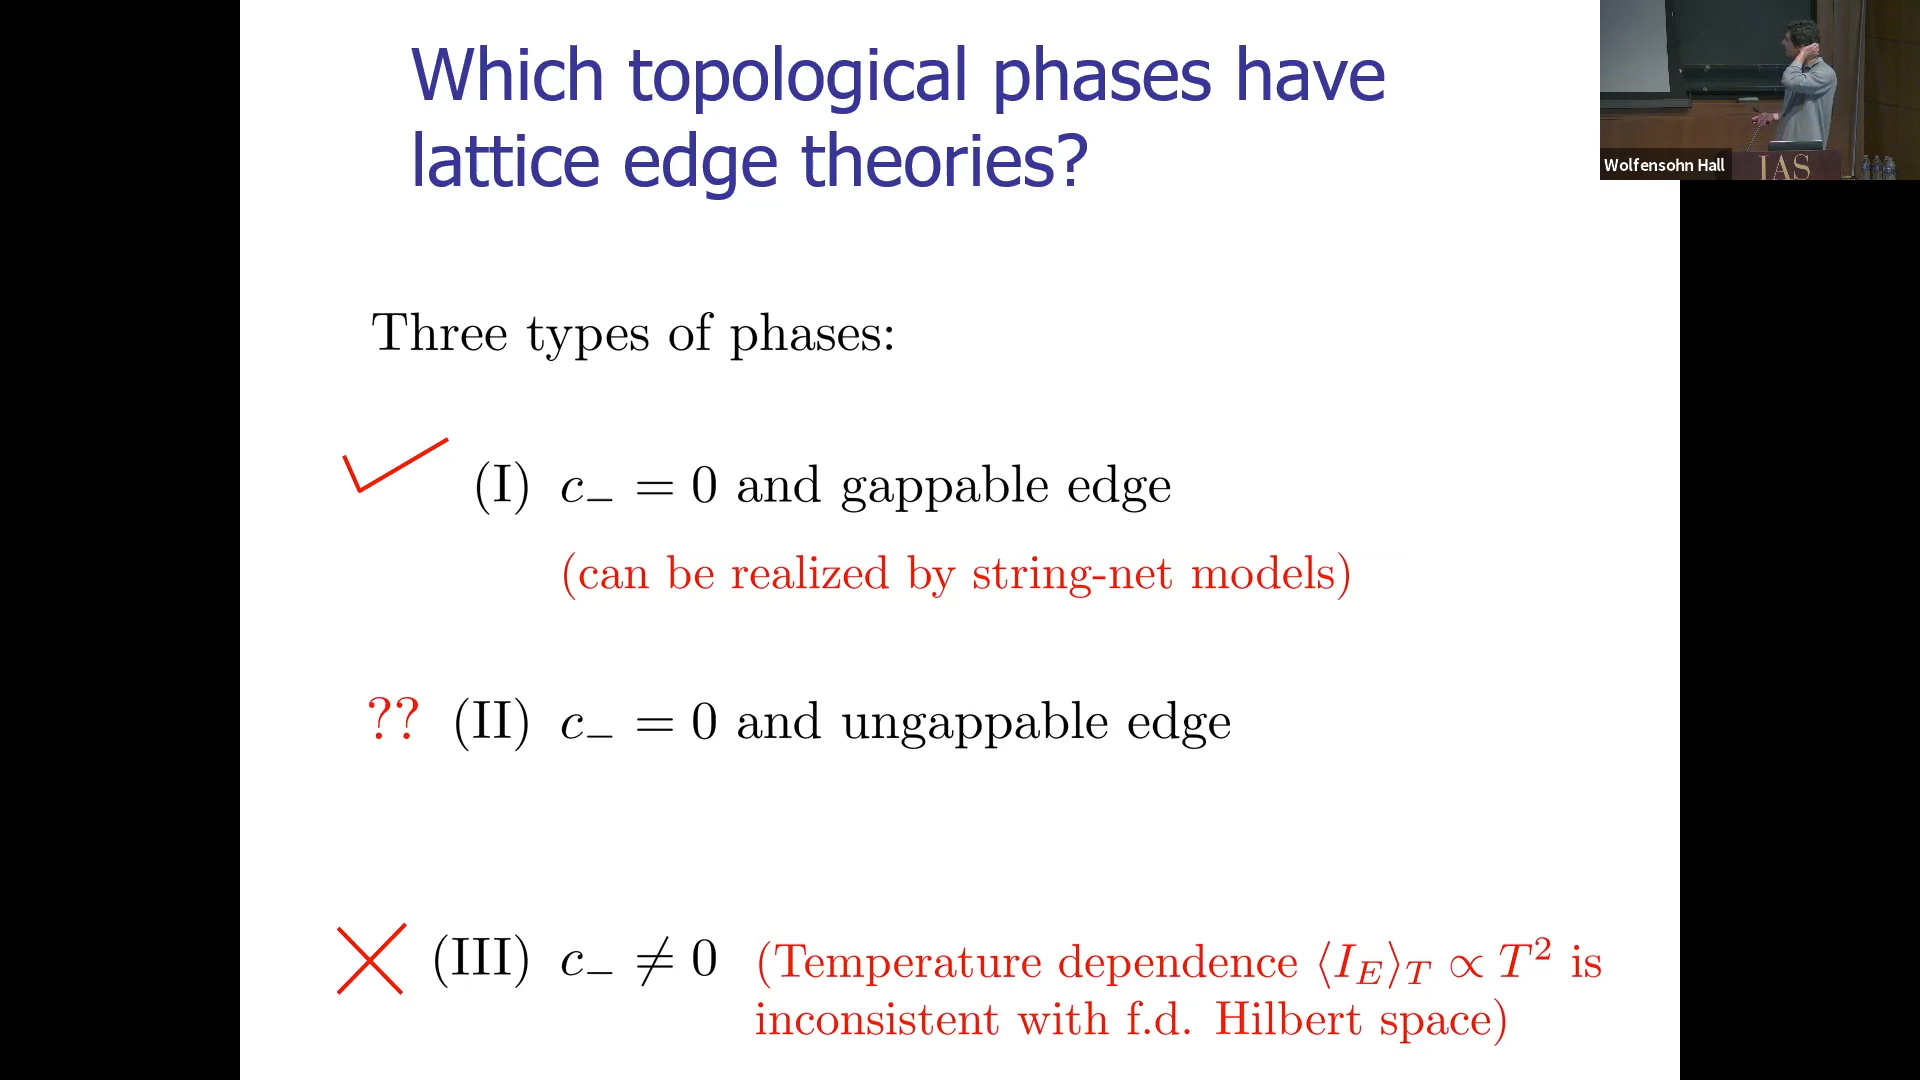 Which topological phases have
lattice edge theories?
Three types of phases:
(I) c₋ = 0 and gappable edge
(can be realized by string-net models)
?? (II) c₋ = 0 and ungappable edge
(III) c₋ ≠ 0 (Temperature dependence ⟨I_E⟩_T ∝ T² is
inconsistent with f.d. Hilbert space)
Wolfensohn Hall
IAS